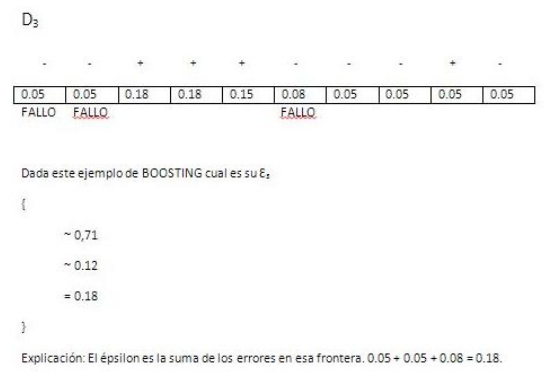 D₃
- - + + + - - - + -
0.05 0.05 0.18 0.18 0.15 0.08 0.05 0.05 0.05 0.05
FALLO FALLO FALLO
Dada este ejemplo de BOOSTING cual es su Ɛ₃
{
~ 0,71
~ 0.12
= 0.18
}
Explicación: El épsilon es la suma de los errores en esa frontera. 0.05 + 0.05 + 0.08 = 0.18.